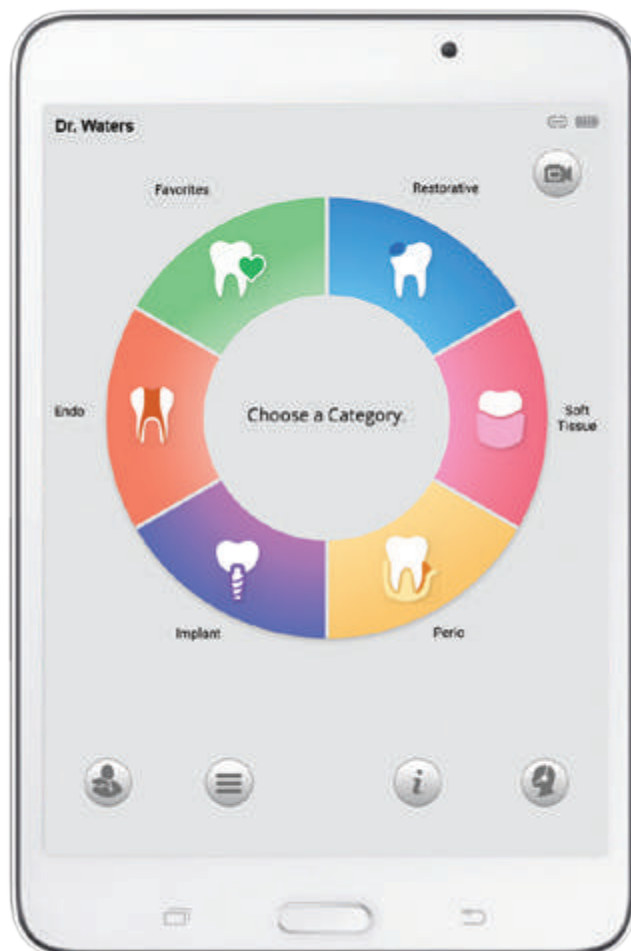 Dr. Waters
Favorites
Restorative
Endo
Choose a Category.
Soft
Tissue
Implant
Perio